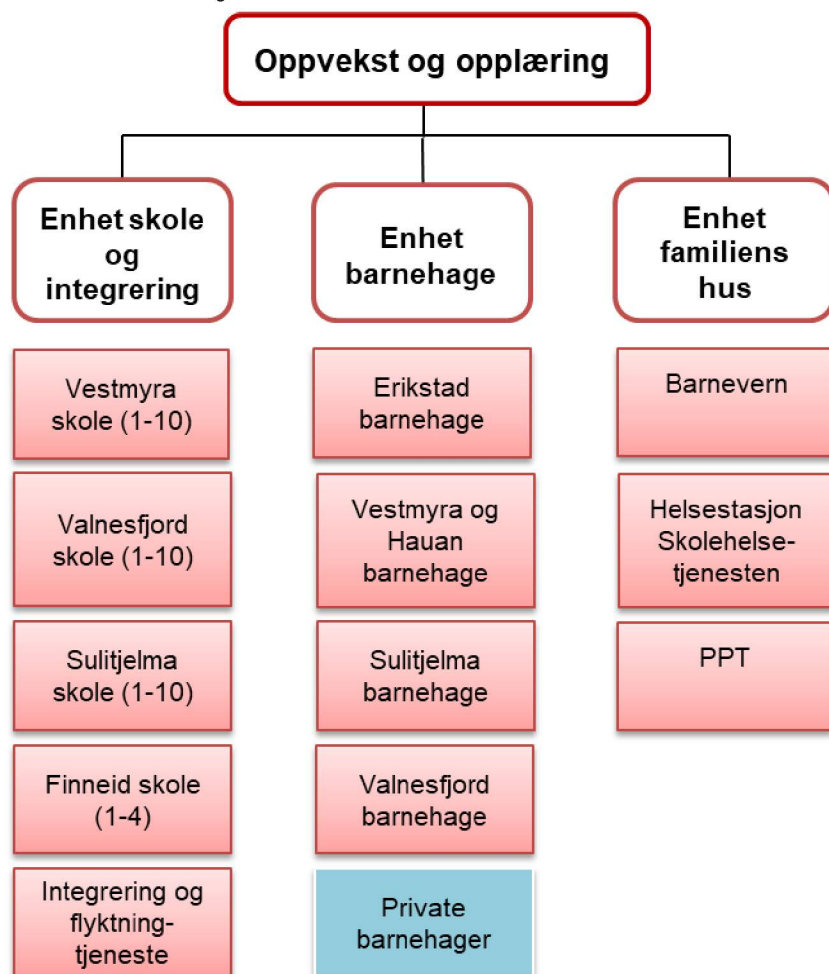 Oppvekst og opplæring
Enhet skole
og
integrering
Enhet
barnehage
Enhet
familiens
hus
Vestmyra
skole (1-10)
Valnesfjord
skole (1-10)
Sulitjelma
skole (1-10)
Finneid skole
(1-4)
Integrering og
flyktning-
tjeneste
Erikstad
barnehage
Vestmyra og
Hauan
barnehage
Sulitjelma
barnehage
Valnesfjord
barnehage
Private
barnehager
Barnevern
Helsestasjon
Skolehelse-
tjenesten
PPT